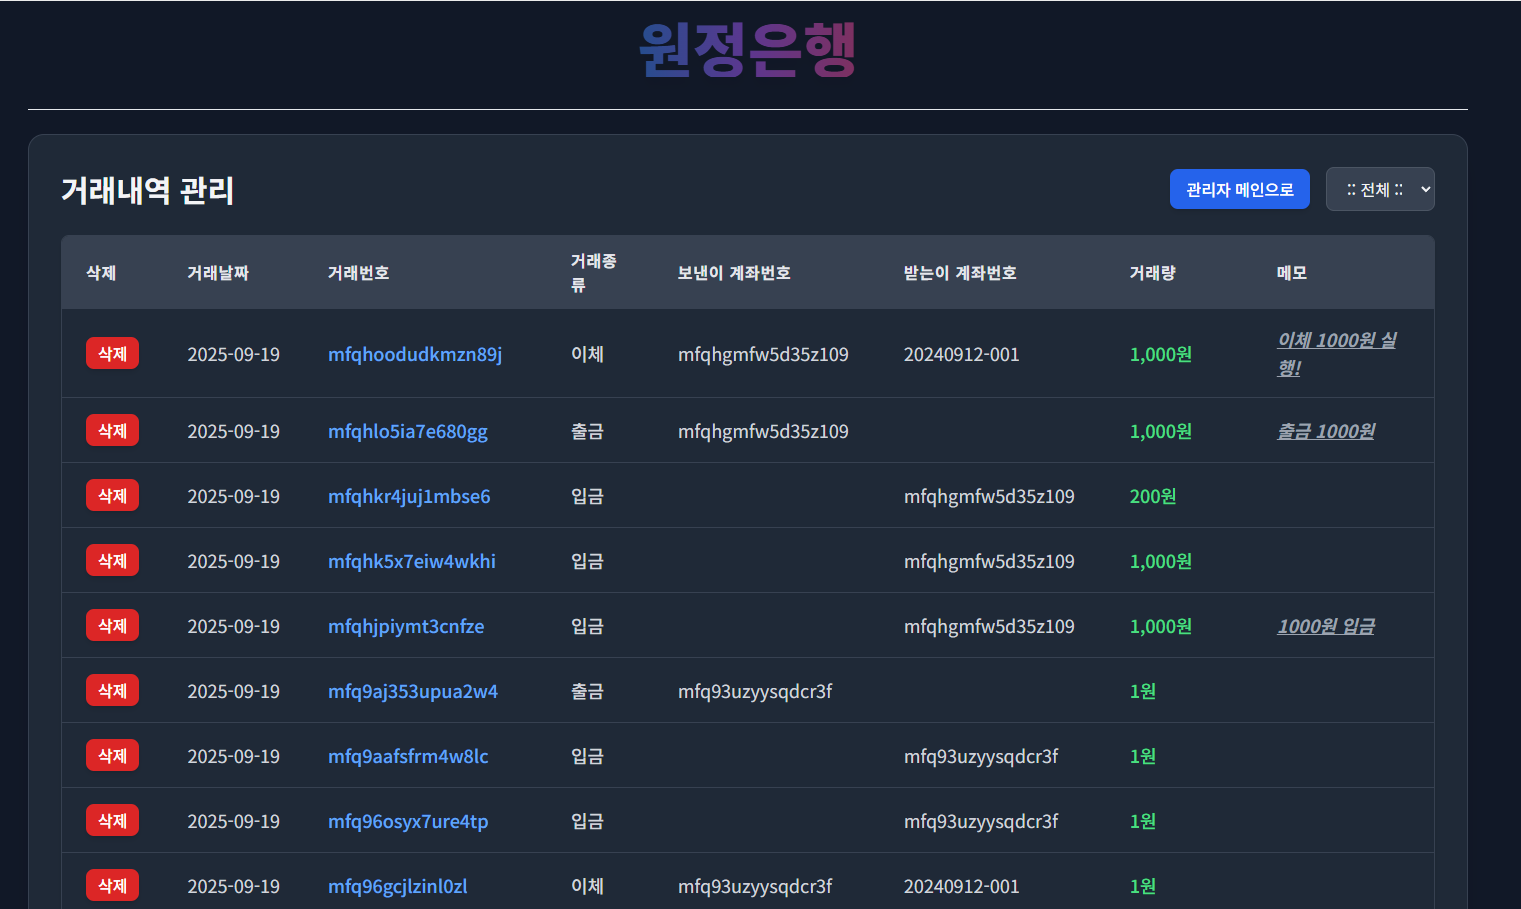 원정은행
거래내역 관리
관리자 메인으로
:: 전체 ::
삭제 거래날짜 거래번호 거래종류 보낸이 계좌번호 받는이 계좌번호 거래량 메모
삭제 2025-09-19 mfqhoodudkmzn89j 이체 mfqhgmfw5d35z109 20240912-001 1,000원 이체 1000원 실행!
삭제 2025-09-19 mfqhlo5ia7e680gg 출금 mfqhgmfw5d35z109 1,000원 출금 1000원
삭제 2025-09-19 mfqhkr4juj1mbse6 입금 mfqhgmfw5d35z109 200원
삭제 2025-09-19 mfqhk5x7eiw4wkhi 입금 mfqhgmfw5d35z109 1,000원
삭제 2025-09-19 mfqhjpiymt3cnfze 입금 mfqhgmfw5d35z109 1,000원 1000원 입금
삭제 2025-09-19 mfq9aj353upua2w4 출금 mfq93uzyysqdcr3f 1원
삭제 2025-09-19 mfq9aafsfrm4w8lc 입금 mfq93uzyysqdcr3f 1원
삭제 2025-09-19 mfq96osyx7ure4tp 입금 mfq93uzyysqdcr3f 1원
삭제 2025-09-19 mfq96gcjlzinl0zl 이체 mfq93uzyysqdcr3f 20240912-001 1원